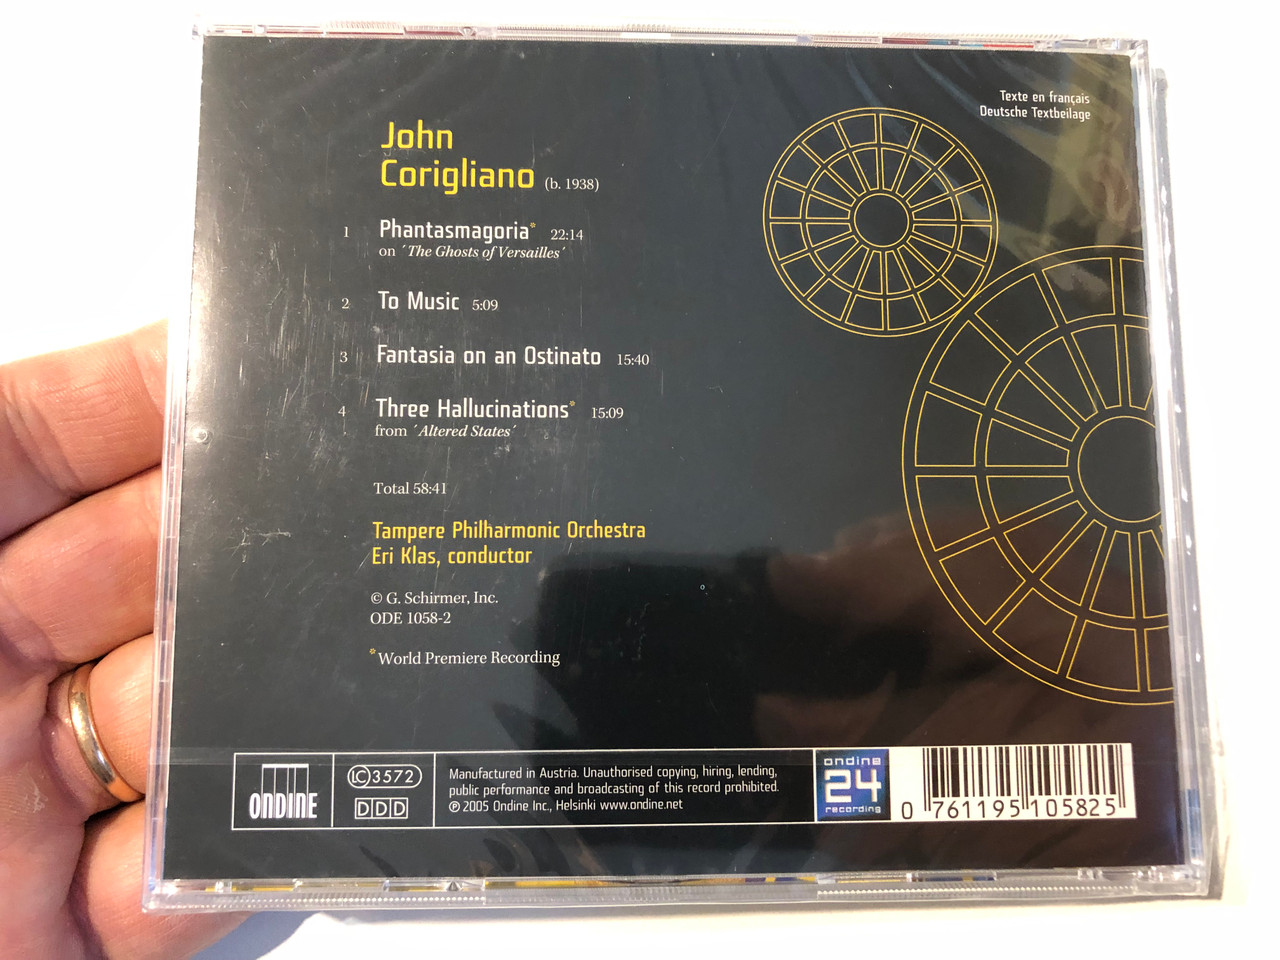 Texte en français
Deutsche Textbeilage
John
Corigliano (b. 1938)
1 Phantasmagoria* 22:14
on ´The Ghosts of Versailles´
2 To Music 5:09
3 Fantasia on an Ostinato 15:40
4 Three Hallucinations* 15:09
from ´Altered States´
Total 58:41
Tampere Philharmonic Orchestra
Eri Klas, conductor
© G. Schirmer, Inc.
ODE 1058-2
*World Premiere Recording
ONDINE
LC 3572
DDD
Manufactured in Austria. Unauthorised copying, hiring, lending,
public performance and broadcasting of this record prohibited.
℗ 2005 Ondine Inc., Helsinki www.ondine.net
ondine
24
recording
0 761195 105825